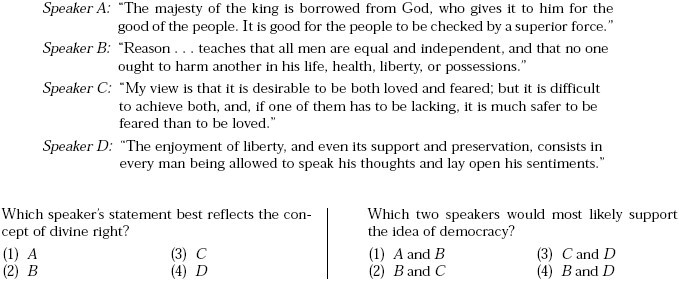 Speaker A: “The majesty of the king is borrowed from God, who gives it to him for the
good of the people. It is good for the people to be checked by a superior force.”
Speaker B: “Reason . . . teaches that all men are equal and independent, and that no one
ought to harm another in his life, health, liberty, or possessions.”
Speaker C: “My view is that it is desirable to be both loved and feared; but it is difficult
to achieve both, and, if one of them has to be lacking, it is much safer to be
feared than to be loved.”
Speaker D: “The enjoyment of liberty, and even its support and preservation, consists in
every man being allowed to speak his thoughts and lay open his sentiments.”
Which speaker’s statement best reflects the con-
cept of divine right?
(1) A (3) C
(2) B (4) D
Which two speakers would most likely support
the idea of democracy?
(1) A and B (3) C and D
(2) B and C (4) B and D